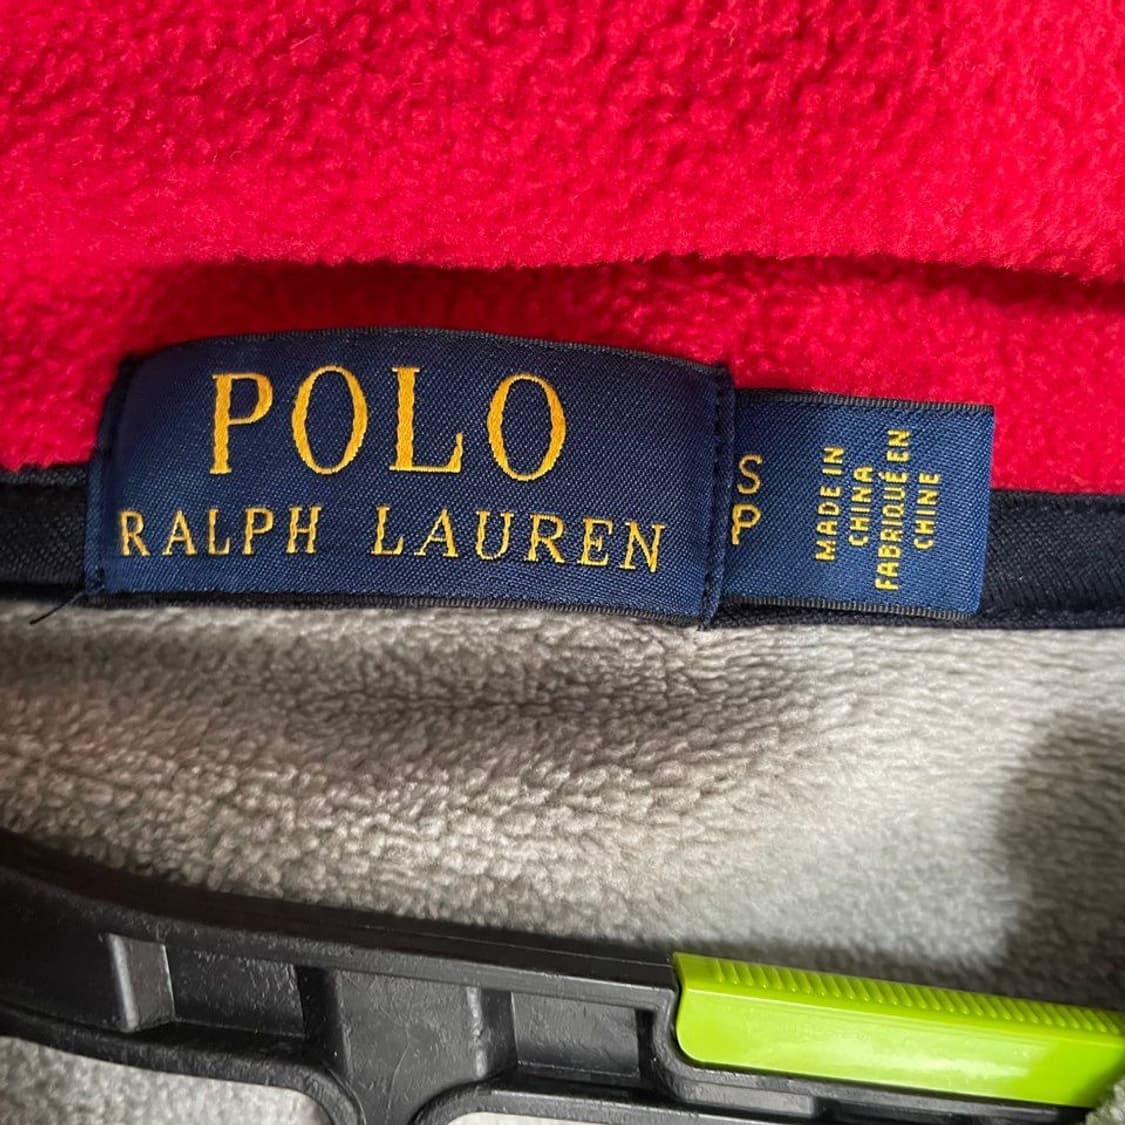 POLO
RALPH LAUREN
S
P
MADE IN
CHINA
FABRIQUÉ EN
CHINE